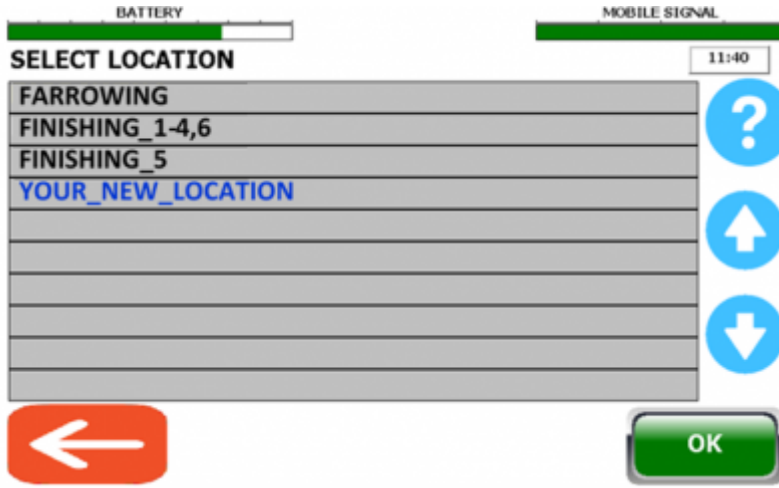 BATTERY
MOBILE SIGNAL
SELECT LOCATION
11:40
FARROWING
FINISHING_1-4,6
FINISHING_5
YOUR_NEW_LOCATION
?
OK